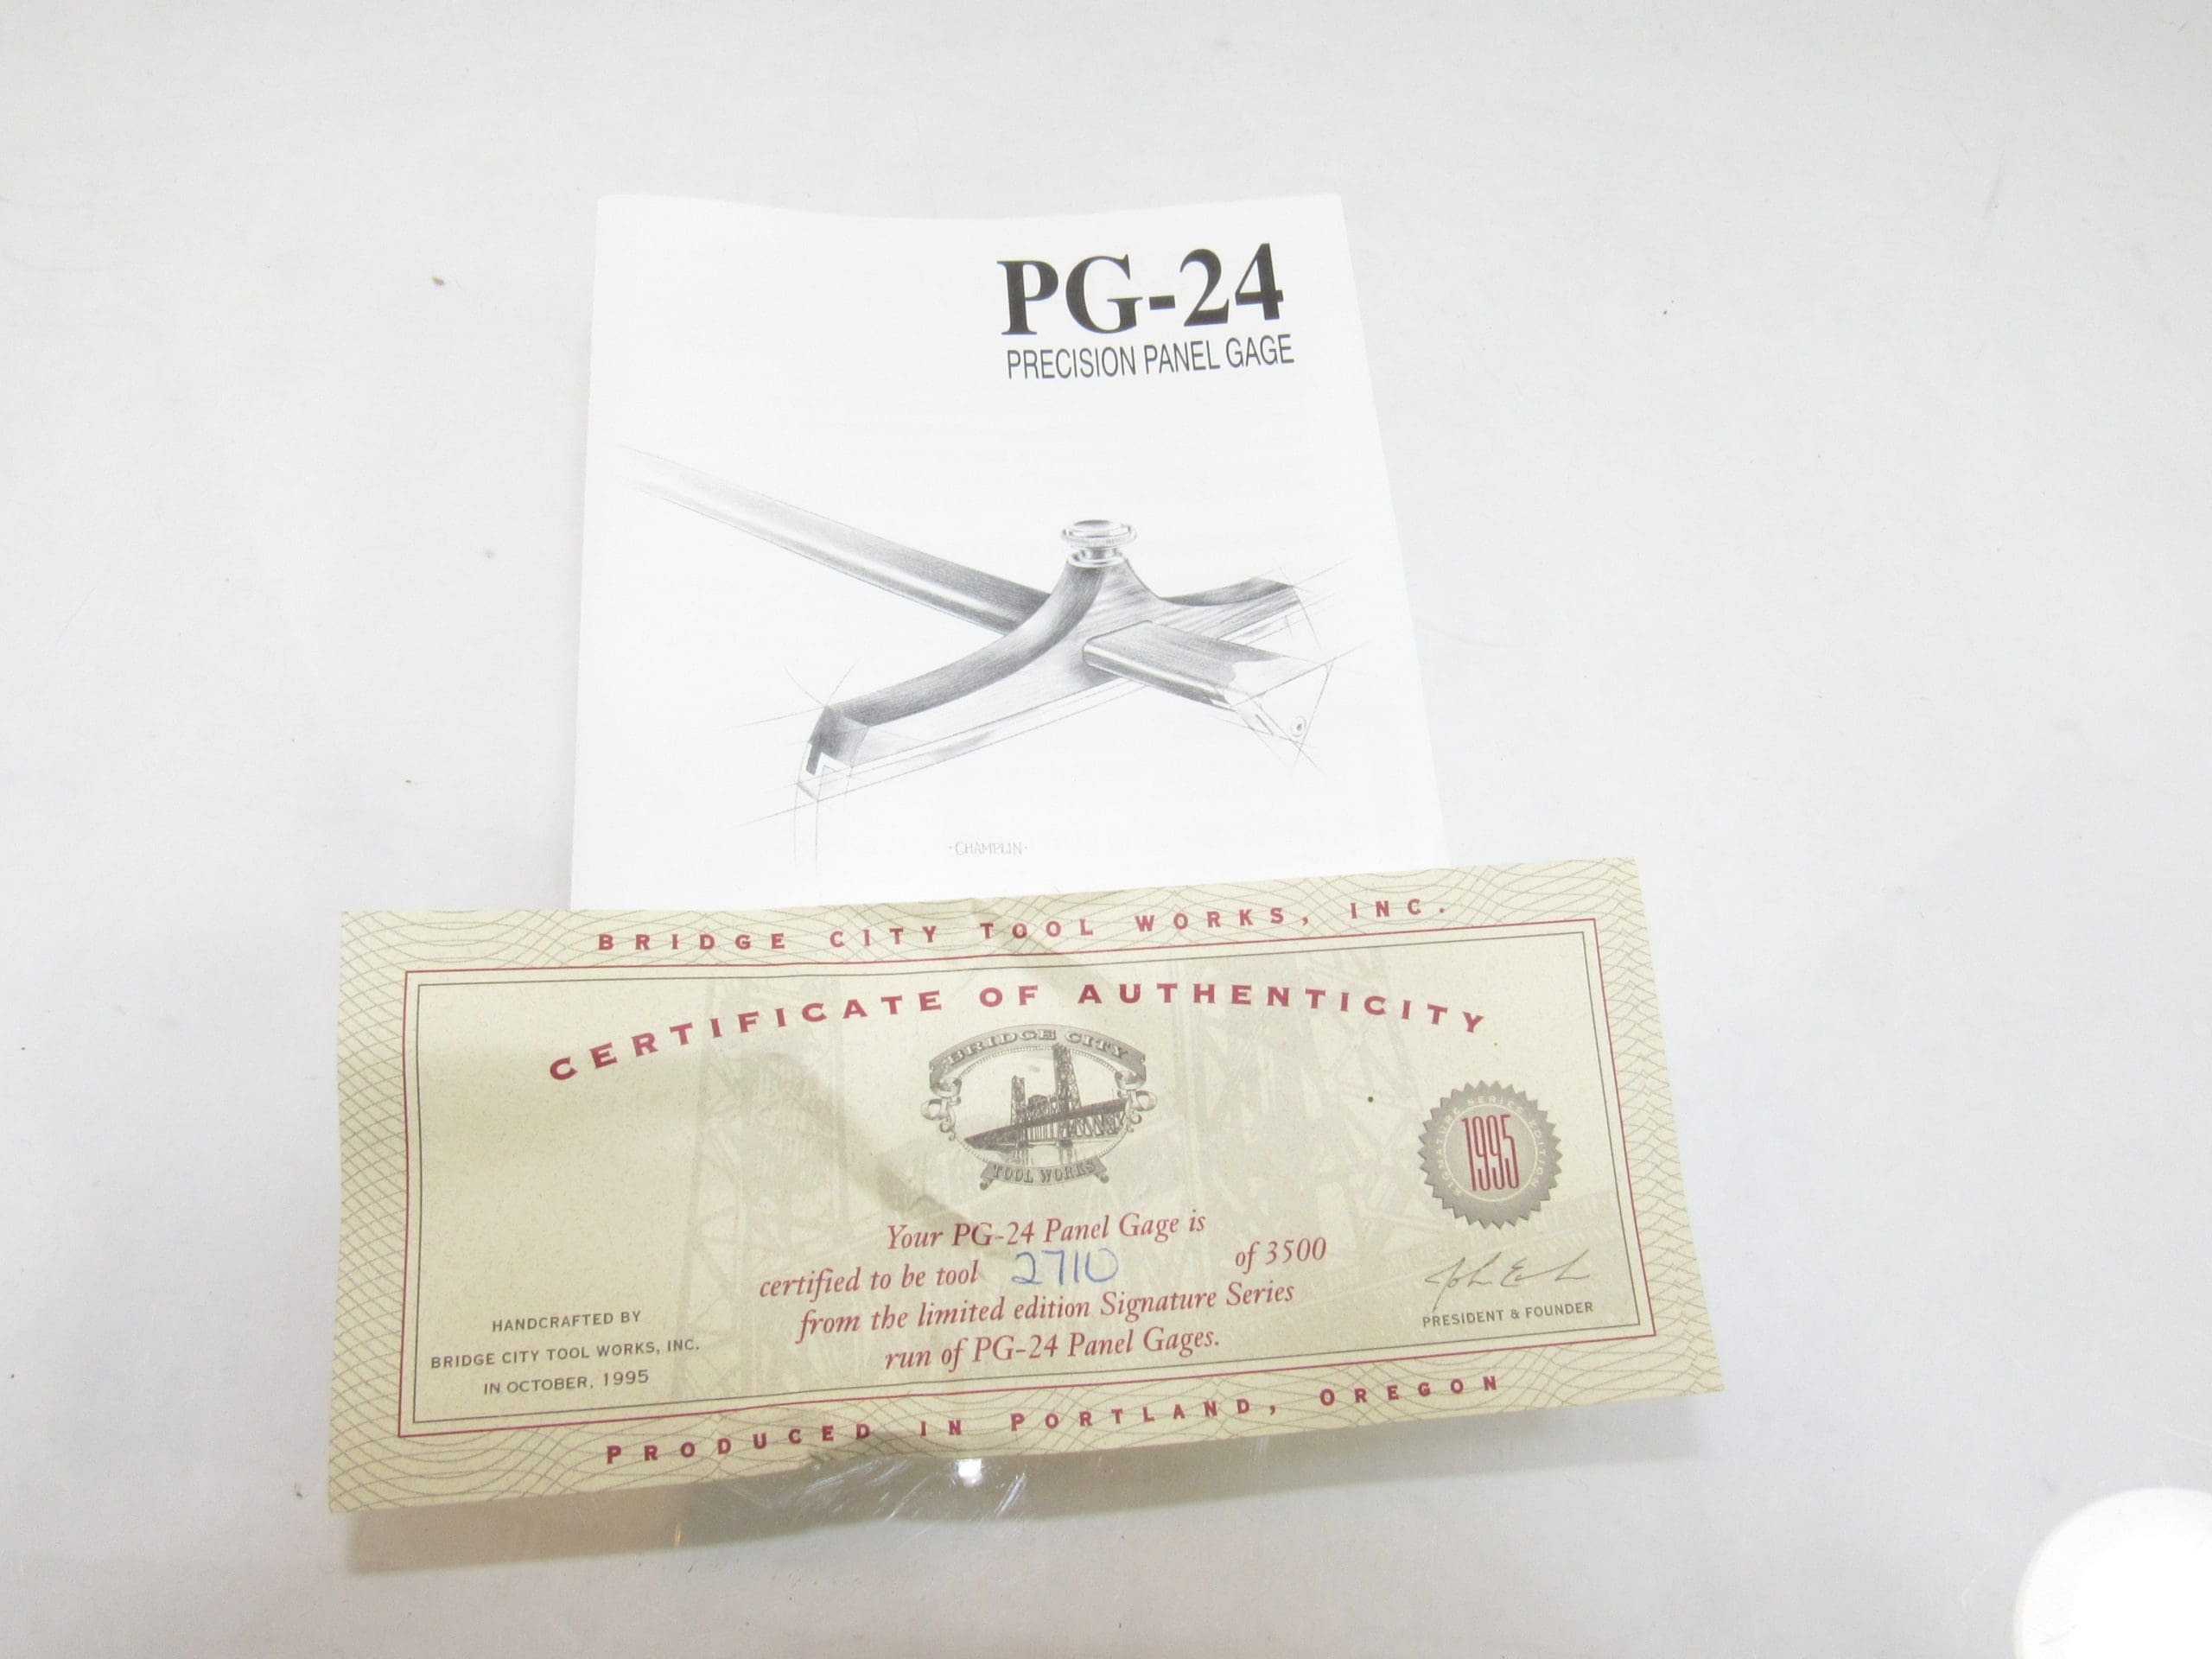 PG-24
PRECISION PANEL GAGE
·CHAMPLIN·
BRIDGE CITY TOOL WORKS, INC.
CERTIFICATE OF AUTHENTICITY
BRIDGE CITY
TOOL WORKS
SIGNATURE SERIES EDITION
1995
Your PG-24 Panel Gage is
certified to be tool 2710 of 3500
from the limited edition Signature Series
run of PG-24 Panel Gages.
HANDCRAFTED BY
BRIDGE CITY TOOL WORKS, INC.
IN OCTOBER, 1995
PRESIDENT & FOUNDER
PRODUCED IN PORTLAND, OREGON